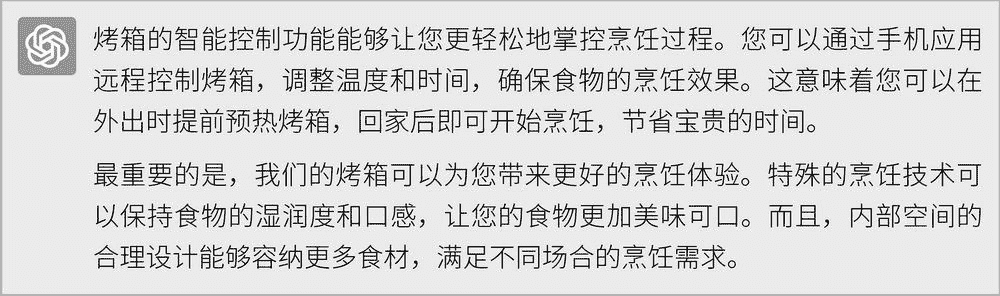 烤箱的智能控制功能能够让您更轻松地掌控烹饪过程。您可以通过手机应用
远程控制烤箱，调整温度和时间，确保食物的烹饪效果。这意味着您可以在
外出时提前预热烤箱，回家后即可开始烹饪，节省宝贵的时间。
最重要的是，我们的烤箱可以为您带来更好的烹饪体验。特殊的烹饪技术可
以保持食物的湿润度和口感，让您的食物更加美味可口。而且，内部空间的
合理设计能够容纳更多食材，满足不同场合的烹饪需求。